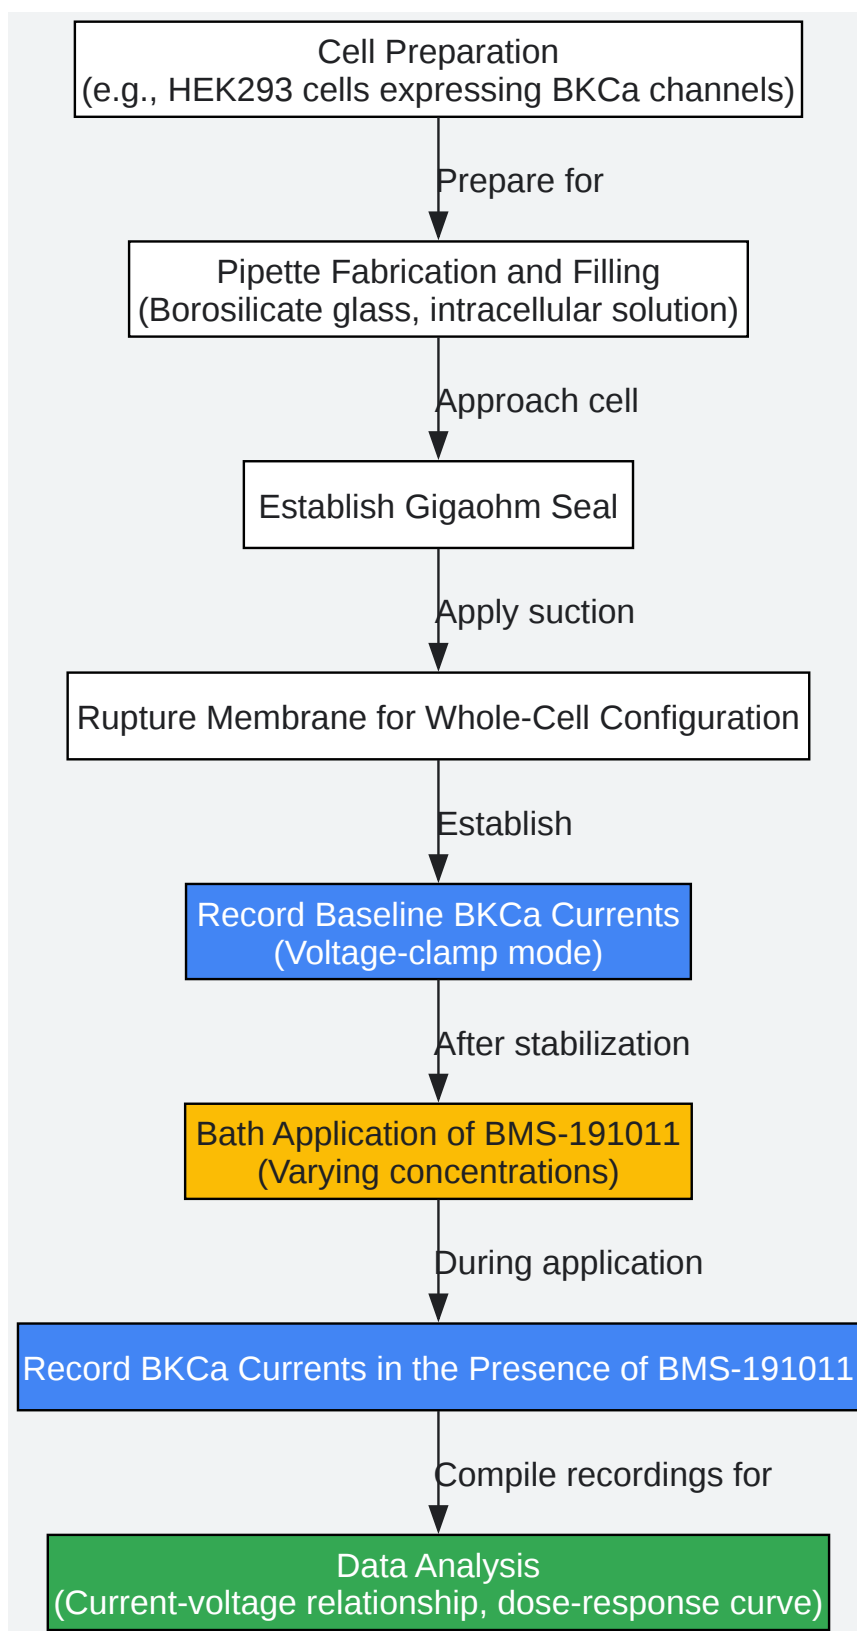 Cell Preparation
(e.g., HEK293 cells expressing BKCa channels)
Prepare for
Pipette Fabrication and Filling
(Borosilicate glass, intracellular solution)
Approach cell
Establish Gigaohm Seal
Apply suction
Rupture Membrane for Whole-Cell Configuration
Establish
Record Baseline BKCa Currents
(Voltage-clamp mode)
After stabilization
Bath Application of BMS-191011
(Varying concentrations)
During application
Record BKCa Currents in the Presence of BMS-191011
Compile recordings for
Data Analysis
(Current-voltage relationship, dose-response curve)